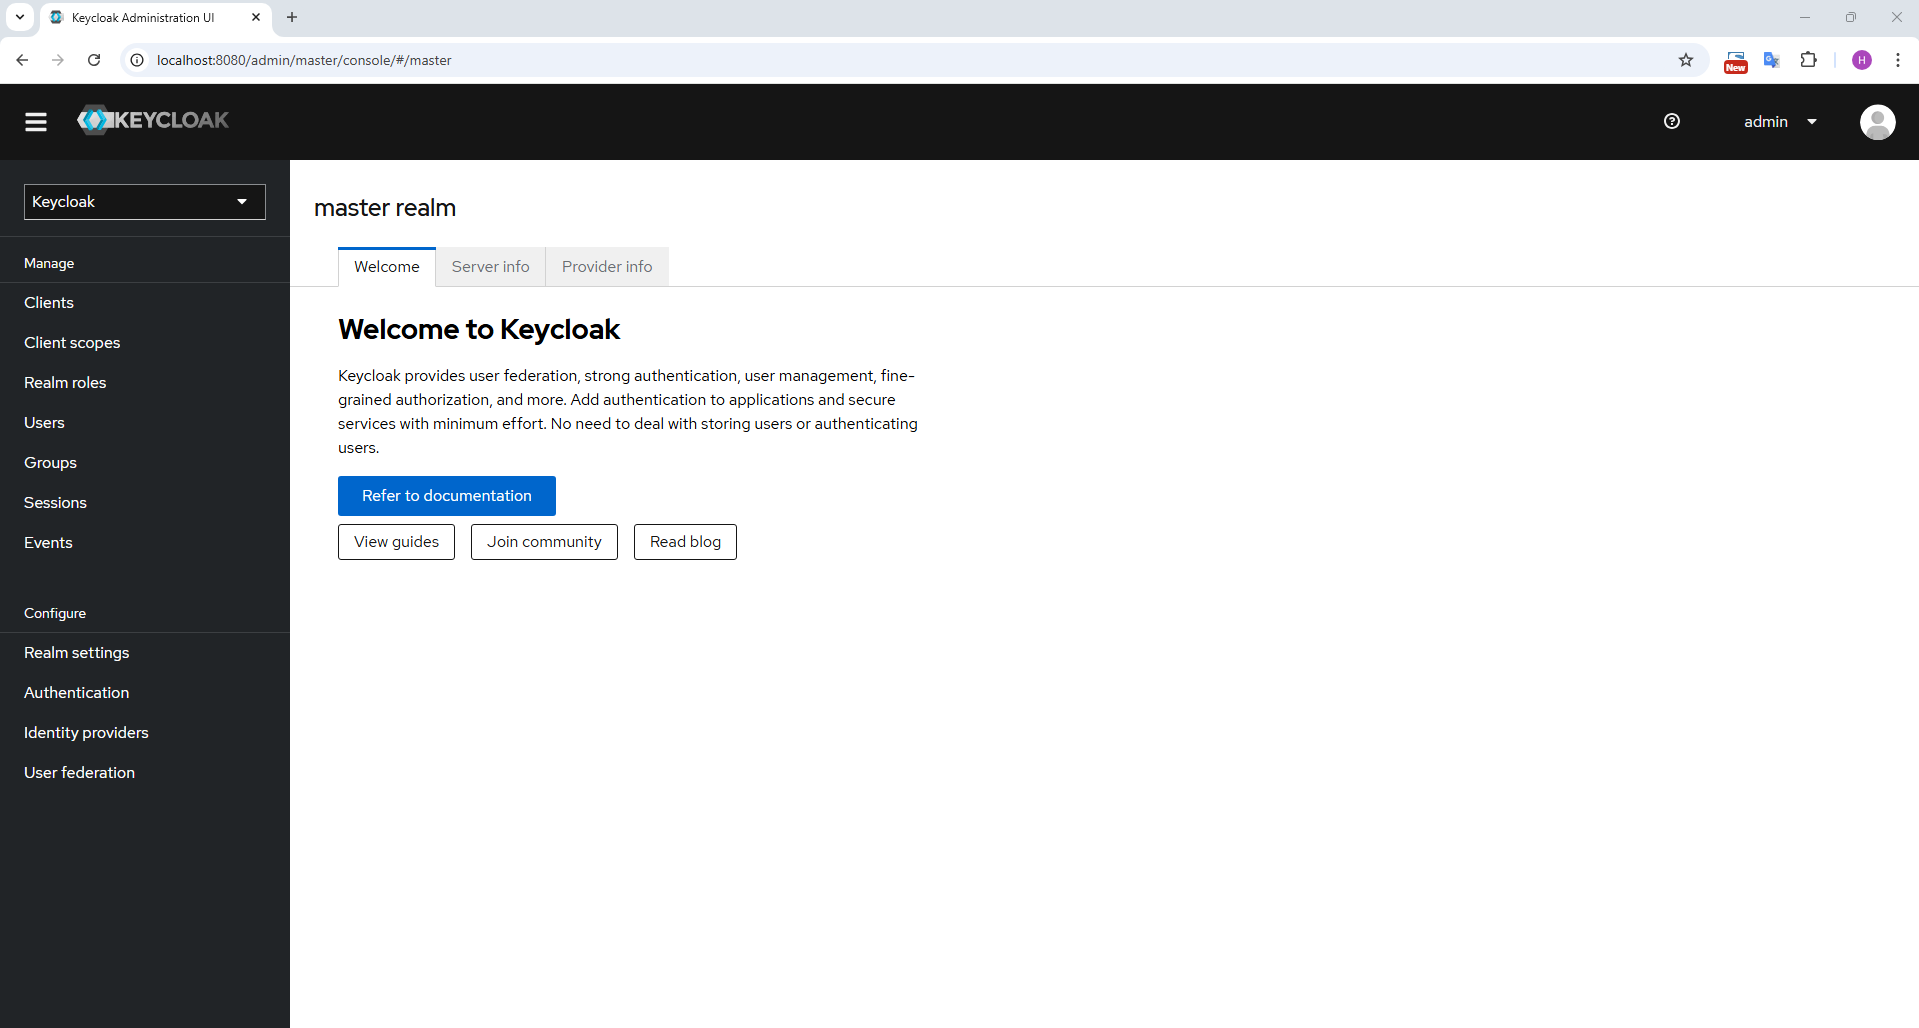 Keycloak Administration UI
localhost:8080/admin/master/console/#/master
New
H
KEYCLOAK
admin
Keycloak
Manage
Clients
Client scopes
Realm roles
Users
Groups
Sessions
Events
Configure
Realm settings
Authentication
Identity providers
User federation
master realm
Welcome
Server info
Provider info
Welcome to Keycloak
Keycloak provides user federation, strong authentication, user management, fine-
grained authorization, and more. Add authentication to applications and secure
services with minimum effort. No need to deal with storing users or authenticating
users.
Refer to documentation
View guides
Join community
Read blog